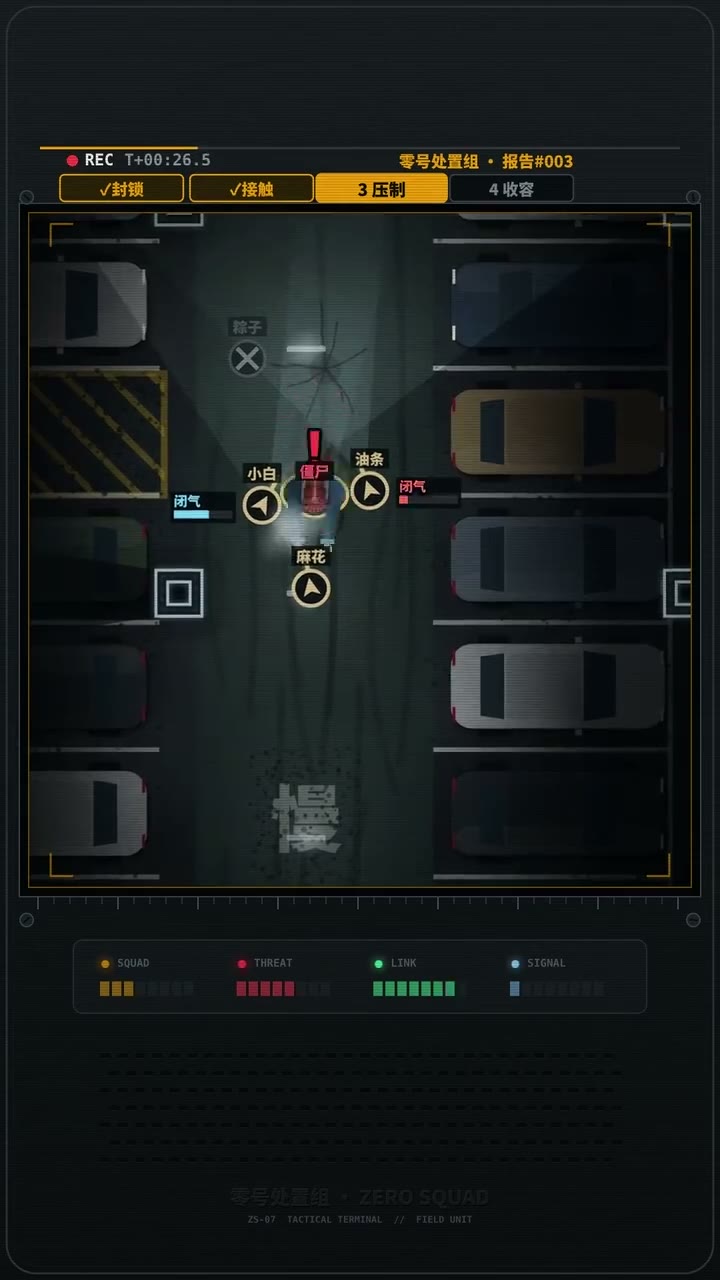 REC T+00:26.5
零号处置组 · 报告#003
✓封锁
✓接触
3 压制
4 收容
粽子
小白
僵尸
油条
闭气
闭气
麻花
SQUAD
THREAT
LINK
SIGNAL
零号处置组 · ZERO SQUAD
ZS-07 TACTICAL TERMINAL // FIELD UNIT